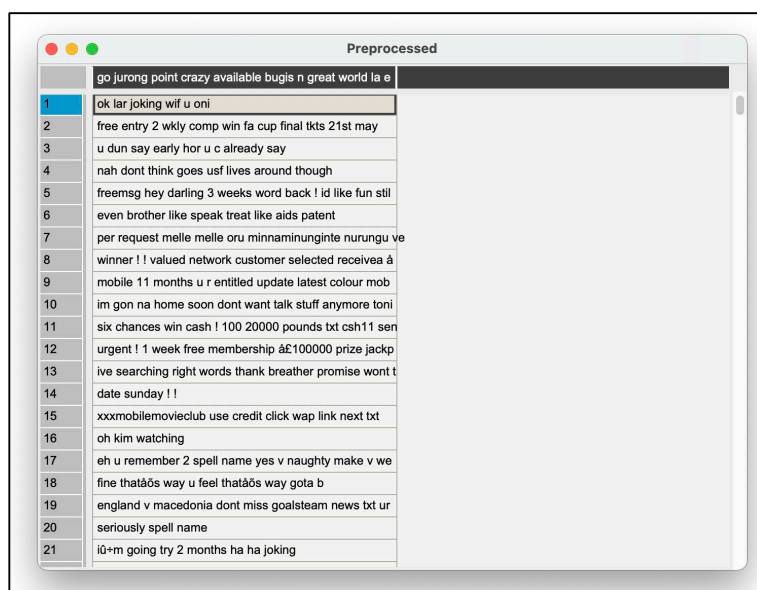 Preprocessed
go jurong point crazy available bugis n great world la e
1 ok lar joking wif u oni
2 free entry 2 wkly comp win fa cup final tkts 21st may
3 u dun say early hor u c already say
4 nah dont think goes usf lives around though
5 freemsg hey darling 3 weeks word back ! id like fun stil
6 even brother like speak treat like aids patent
7 per request melle melle oru minnaminunginte nurungu ve
8 winner ! ! valued network customer selected receivea å
9 mobile 11 months u r entitled update latest colour mob
10 im gon na home soon dont want talk stuff anymore toni
11 six chances win cash ! 100 20000 pounds txt csh11 sen
12 urgent ! 1 week free membership å£100000 prize jackp
13 ive searching right words thank breather promise wont t
14 date sunday ! !
15 xxxmobilemovieclub use credit click wap link next txt
16 oh kim watching
17 eh u remember 2 spell name yes v naughty make v we
18 fine thatåõs way u feel thatåõs way gota b
19 england v macedonia dont miss goalsteam news txt ur
20 seriously spell name
21 iû÷m going try 2 months ha ha joking